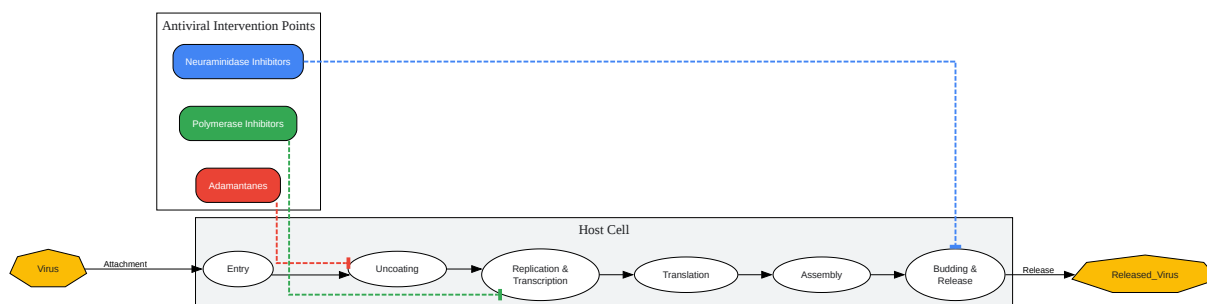 Antiviral Intervention Points
Neuraminidase Inhibitors
Polymerase Inhibitors
Adamantanes
Host Cell
Virus
Attachment
Entry
Uncoating
Replication &
Transcription
Translation
Assembly
Budding &
Release
Release
Released_Virus